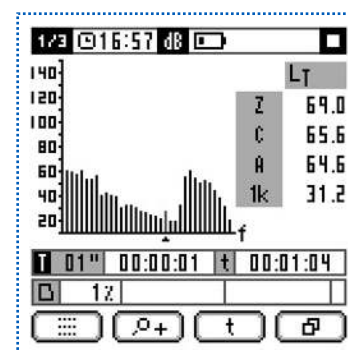 1/3 16:57 dB
140
LT
120
Z 69.0
100
C 65.6
80
60
A 64.6
40
1k 31.2
20
f
T 01" 00:00:01 t 00:01:04
1%
+ t